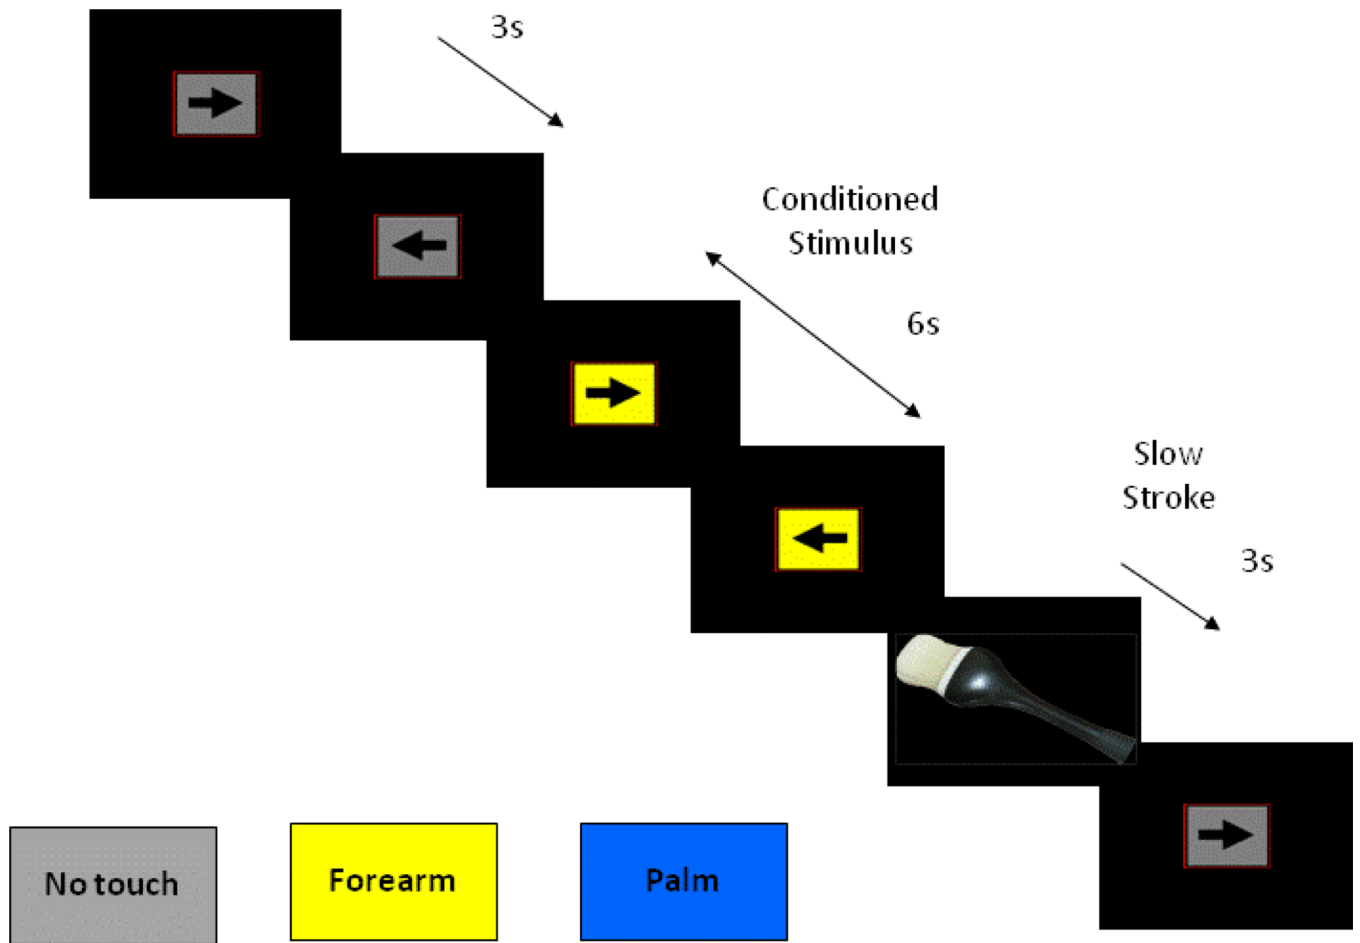 3s
Conditioned
Stimulus
6s
Slow
Stroke
3s
No touch
Forearm
Palm